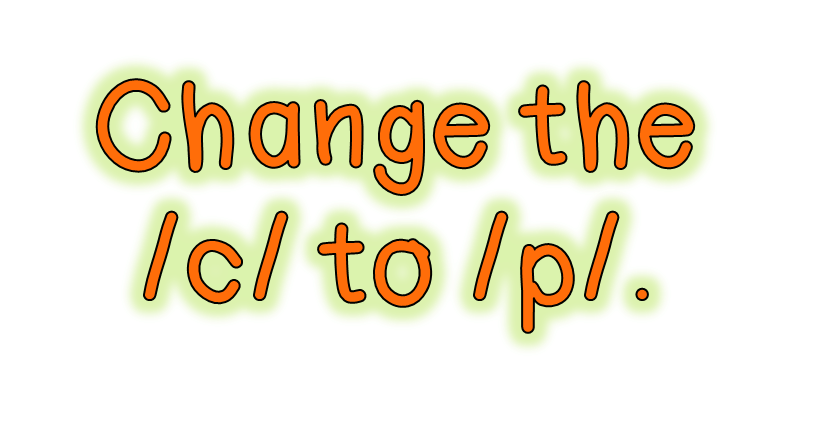 Change the
/c/ to /p/.